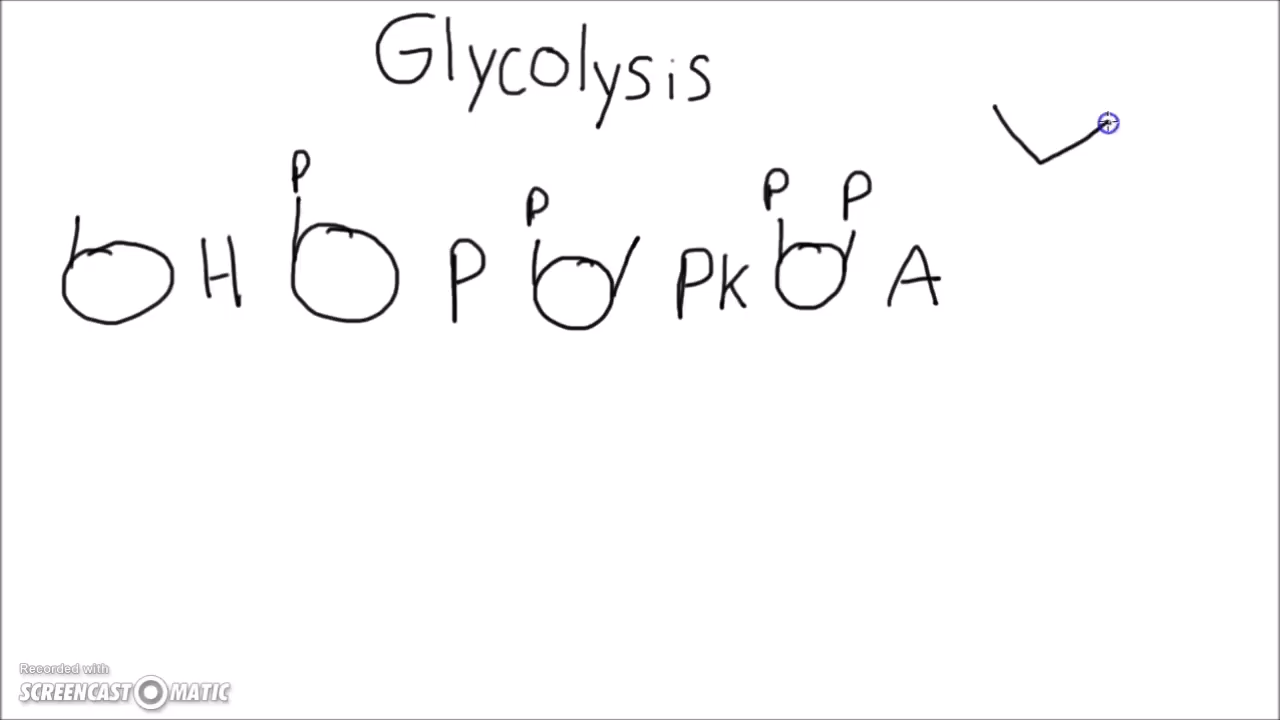 Glycolysis
P P P P
H P Pk A
Recorded with
SCREENCAST MATIC